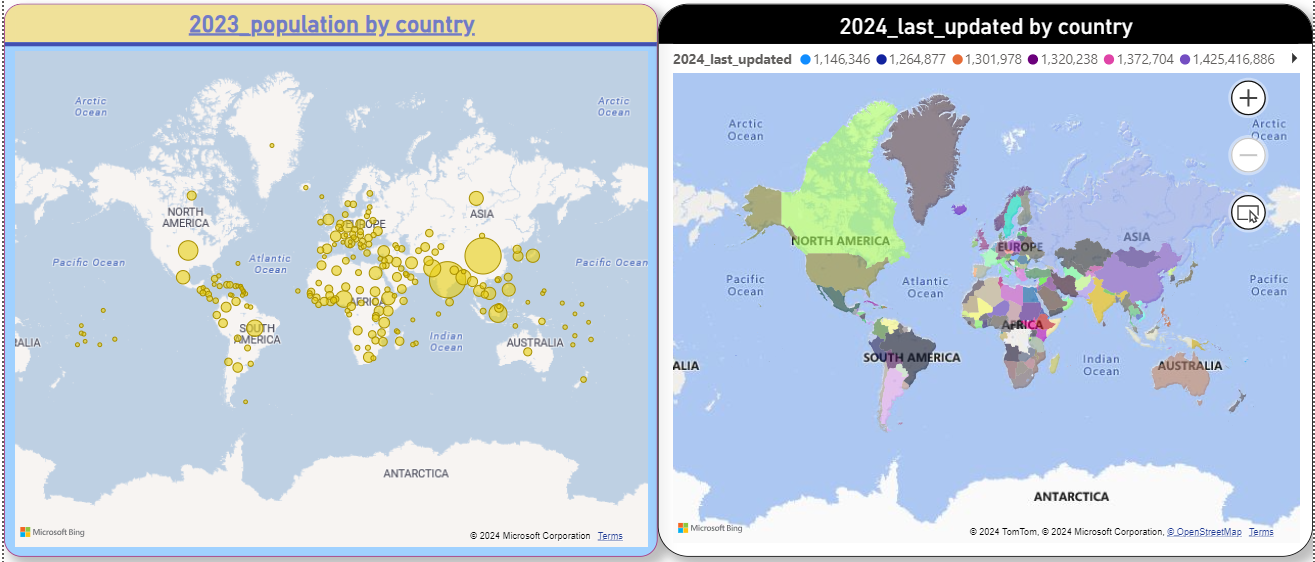 2023_population by country
Arctic
Ocean
Arctic
Ocean
NORTH
AMERICA
EUROPE
ASIA
Pacific Ocean
Atlantic
Ocean
Pacific Ocean
AFRICA
SOUTH
AMERICA
Indian
Ocean
RALIA
AUSTRALIA
ANTARCTICA
Microsoft Bing
© 2024 Microsoft Corporation Terms
2024_last_updated by country
2024_last_updated 1,146,346 1,264,877 1,301,978 1,320,238 1,372,704 1,425,416,886
Arctic
Ocean
Arctic
Ocean
NORTH AMERICA
EUROPE
ASIA
Pacific
Ocean
Atlantic
Ocean
Pacific
Ocean
AFRICA
SOUTH AMERICA
Indian
Ocean
ALIA
AUSTRALIA
ANTARCTICA
Microsoft Bing
© 2024 TomTom, © 2024 Microsoft Corporation, © OpenStreetMap Terms